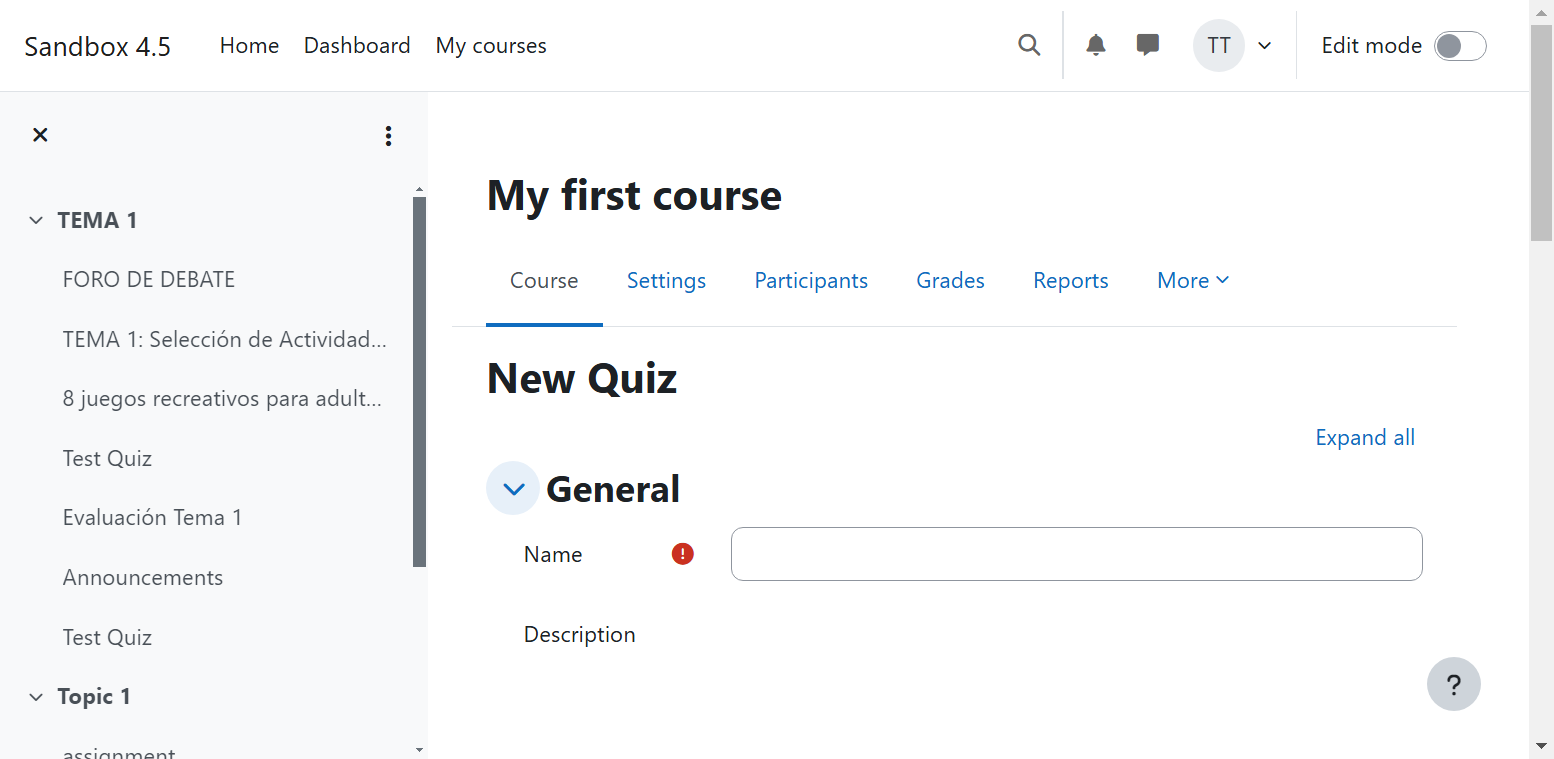 Sandbox 4.5 Home Dashboard My courses TT Edit mode
TEMA 1
FORO DE DEBATE
TEMA 1: Selección de Actividad...
8 juegos recreativos para adult...
Test Quiz
Evaluación Tema 1
Announcements
Test Quiz
Topic 1
assignment
My first course
Course Settings Participants Grades Reports More
New Quiz
Expand all
General
Name
Description
?